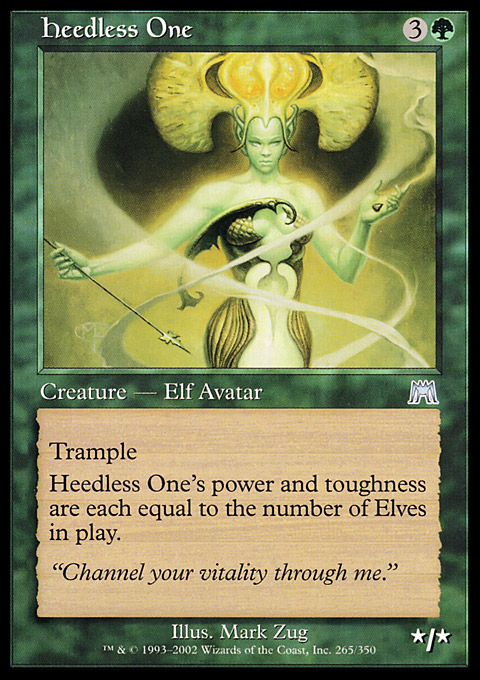 Heedless One 3
Creature — Elf Avatar
Trample
Heedless One's power and toughness
are each equal to the number of Elves
in play.
"Channel your vitality through me."
Illus. Mark Zug
™ & © 1993–2002 Wizards of the Coast, Inc. 265/350
*/*